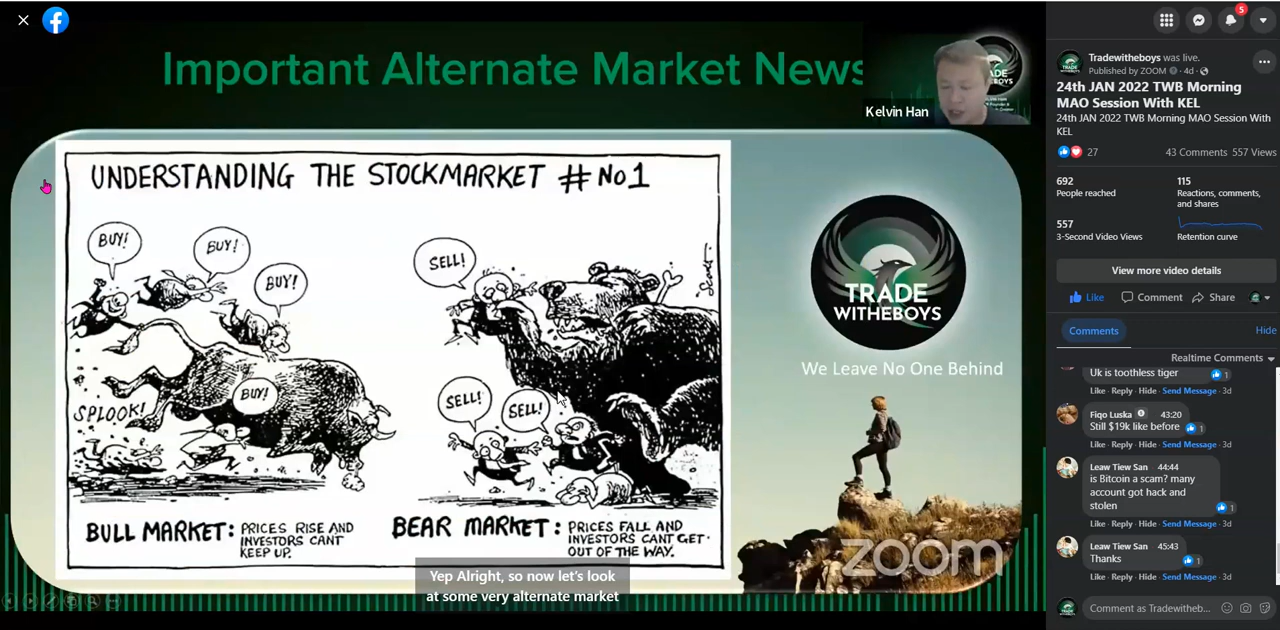 Important Alternate Market News
Kelvin Han
UNDERSTANDING THE STOCKMARKET # No1
BUY!
BUY!
BUY!
BUY!
SPLOOK!
SELL!
SELL!
SELL!
BULL MARKET: PRICES RISE AND
INVESTORS CANT
KEEP UP.
BEAR MARKET: PRICES FALL AND
INVESTORS CANT GET
OUT OF THE WAY.
TRADE
WITHEBOYS
We Leave No One Behind
zoom
Yep Alright, so now let's look
at some very alternate market
5
Tradewitheboys was live.
Published by ZOOM · 4d ·
24th JAN 2022 TWB Morning
MAO Session With KEL
24th JAN 2022 TWB Morning MAO Session With
KEL
27
43 Comments 557 Views
692
People reached
115
Reactions, comments,
and shares
557
3-Second Video Views
Retention curve
View more video details
Like Comment Share
Comments
Hide
Realtime Comments
Uk is toothless tiger
1
Like · Reply · Hide · Send Message · 3d
Fiqo Luska 43:20
Still $19k like before
1
Like · Reply · Hide · Send Message · 3d
Leaw Tiew San 44:44
is Bitcoin a scam? many
account got hack and
stolen
1
Like · Reply · Hide · Send Message · 3d
Leaw Tiew San 45:43
Thanks
1
Like · Reply · Hide · Send Message · 3d
Comment as Tradewitheb...